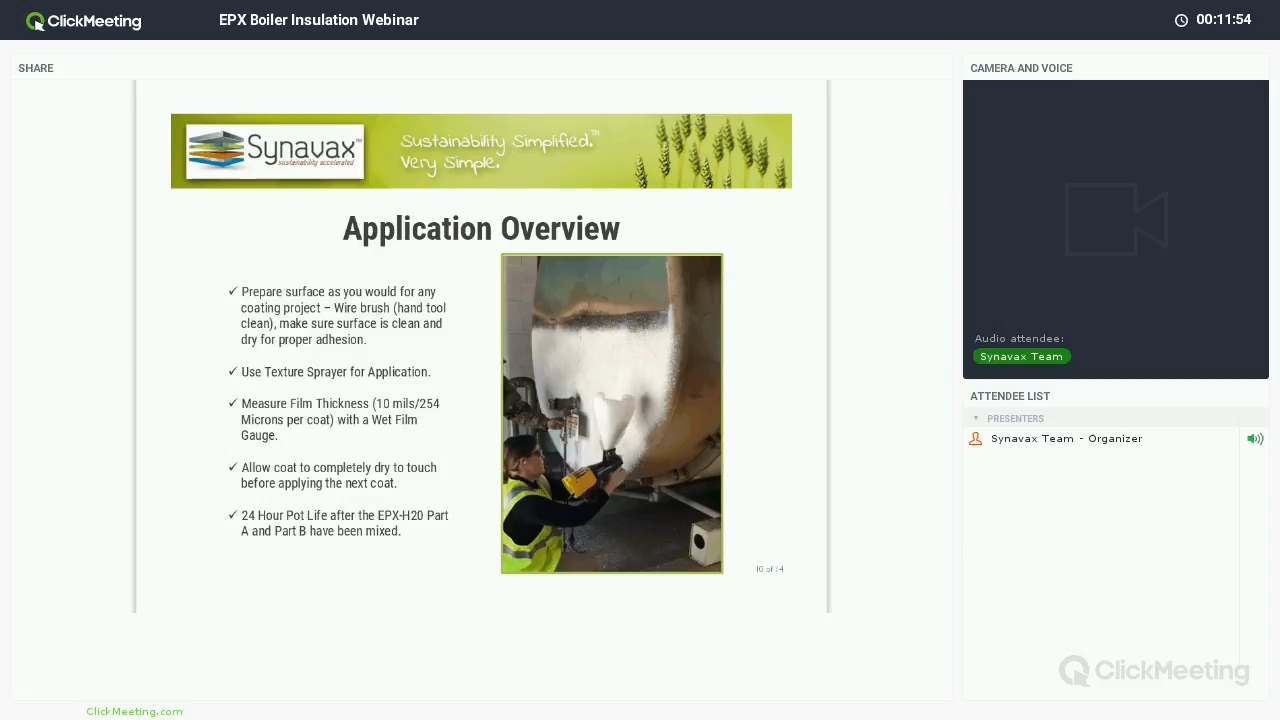 ClickMeeting
EPX Boiler Insulation Webinar
00:11:54
SHARE
Synavax™
sustainability accelerated
Sustainability Simplified.™
Very Simple.
Application Overview
✓ Prepare surface as you would for any
coating project – Wire brush (hand tool
clean), make sure surface is clean and
dry for proper adhesion.
✓ Use Texture Sprayer for Application.
✓ Measure Film Thickness (10 mils/254
Microns per coat) with a Wet Film
Gauge.
✓ Allow coat to completely dry to touch
before applying the next coat.
✓ 24 Hour Pot Life after the EPX-H20 Part
A and Part B have been mixed.
10 of 14
CAMERA AND VOICE
Audio attendee:
Synavax Team
ATTENDEE LIST
PRESENTERS
Synavax Team - Organizer
ClickMeeting
ClickMeeting.com